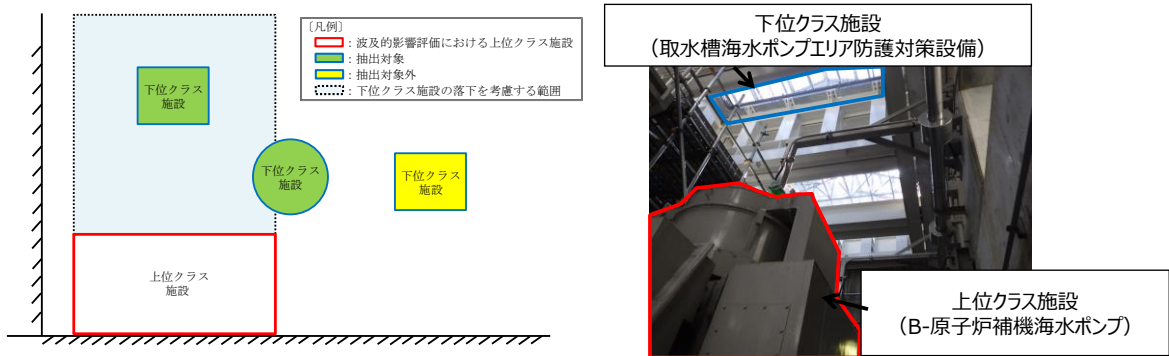 〔凡例〕
：波及的影響評価における上位クラス施設
：抽出対象
：抽出対象外
：下位クラス施設の落下を考慮する範囲
下位クラス
施設
下位クラス
施設
下位クラス
施設
上位クラス
施設
下位クラス施設
（取水槽海水ポンプエリア防護対策設備）
上位クラス施設
（B-原子炉補機海水ポンプ）